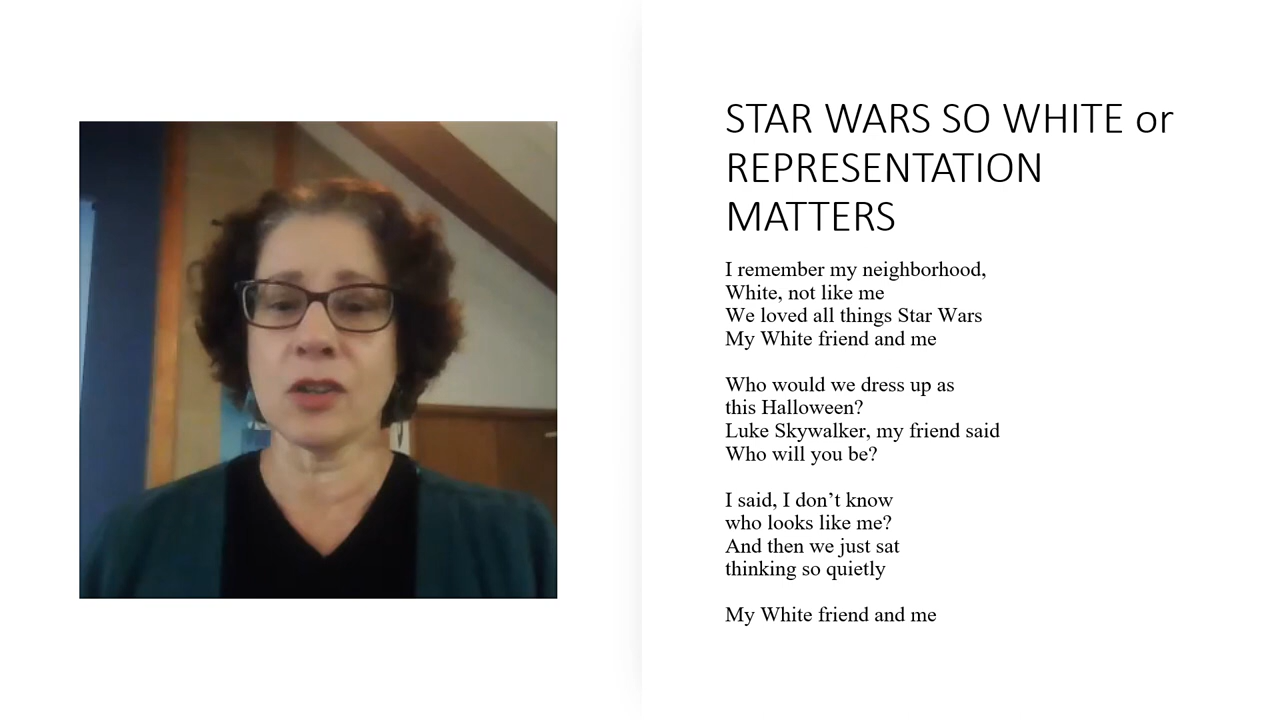 STAR WARS SO WHITE or
REPRESENTATION
MATTERS
I remember my neighborhood,
White, not like me
We loved all things Star Wars
My White friend and me
Who would we dress up as
this Halloween?
Luke Skywalker, my friend said
Who will you be?
I said, I don’t know
who looks like me?
And then we just sat
thinking so quietly
My White friend and me